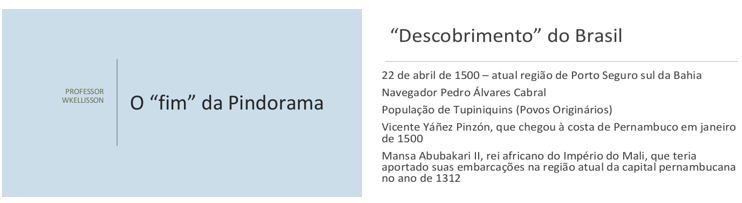 PROFESSOR
WKELLISSON
O “fim” da Pindorama
“Descobrimento” do Brasil
22 de abril de 1500 – atual região de Porto Seguro sul da Bahia
Navegador Pedro Álvares Cabral
População de Tupiniquins (Povos Originários)
Vicente Yáñez Pinzón, que chegou à costa de Pernambuco em janeiro
de 1500
Mansa Abubakari II, rei africano do Império do Mali, que teria
aportado suas embarcações na região atual da capital pernambucana
no ano de 1312